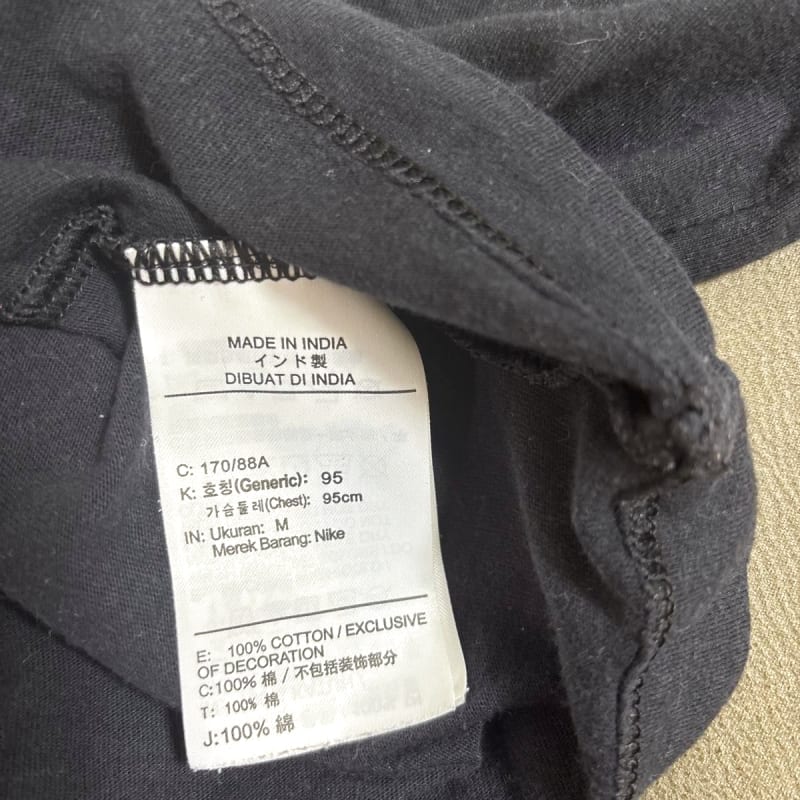 MADE IN INDIA
インド製
DIBUAT DI INDIA
C: 170/88A
K: 호칭(Generic): 95
가슴둘레(Chest): 95cm
IN: Ukuran: M
Merek Barang: Nike
E: 100% COTTON / EXCLUSIVE
OF DECORATION
C:100% 棉 / 不包括装饰部分
T: 100% 棉
J:100% 綿